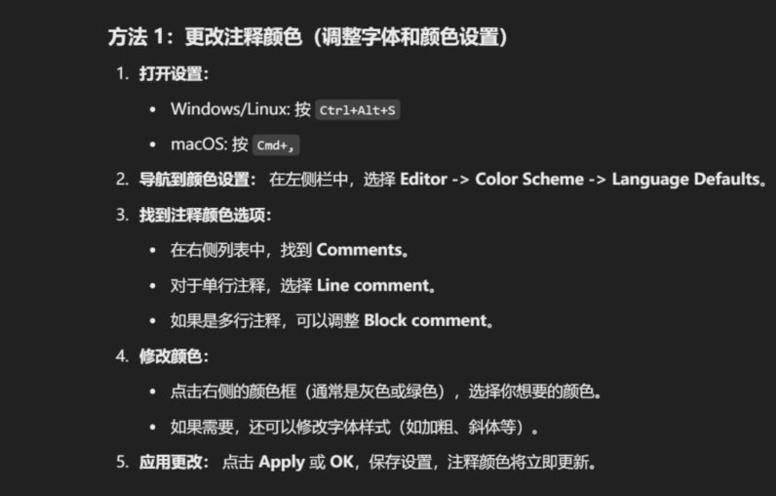 方法 1：更改注释颜色（调整字体和颜色设置）
1. 打开设置：
• Windows/Linux: 按 Ctrl+Alt+S
• macOS: 按 Cmd+,
2. 导航到颜色设置： 在左侧栏中，选择 Editor -> Color Scheme -> Language Defaults。
3. 找到注释颜色选项：
• 在右侧列表中，找到 Comments。
• 对于单行注释，选择 Line comment。
• 如果是多行注释，可以调整 Block comment。
4. 修改颜色：
• 点击右侧的颜色框（通常是灰色或绿色），选择你想要的颜色。
• 如果需要，还可以修改字体样式（如加粗、斜体等）。
5. 应用更改： 点击 Apply 或 OK，保存设置，注释颜色将立即更新。